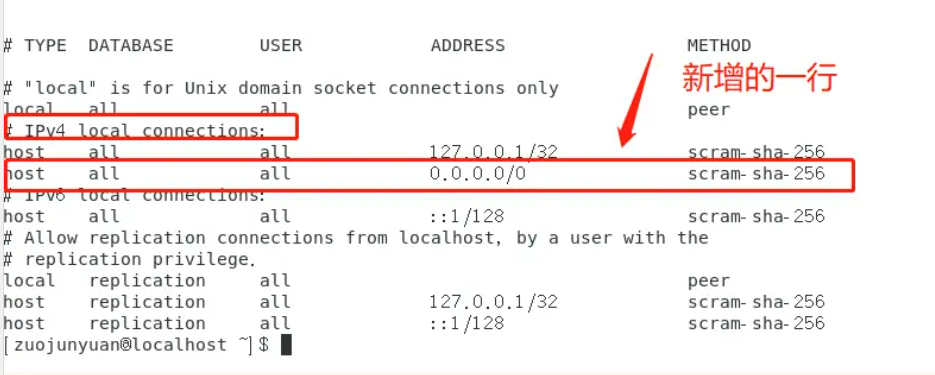 # TYPE DATABASE USER ADDRESS METHOD
新增的一行
# "local" is for Unix domain socket connections only
local all all peer
# IPv4 local connections:
host all all 127.0.0.1/32 scram-sha-256
host all all 0.0.0.0/0 scram-sha-256
# IPv6 local connections:
host all all ::1/128 scram-sha-256
# Allow replication connections from localhost, by a user with the
# replication privilege.
local replication all peer
host replication all 127.0.0.1/32 scram-sha-256
host replication all ::1/128 scram-sha-256
[zuojunyuan@localhost ~]$